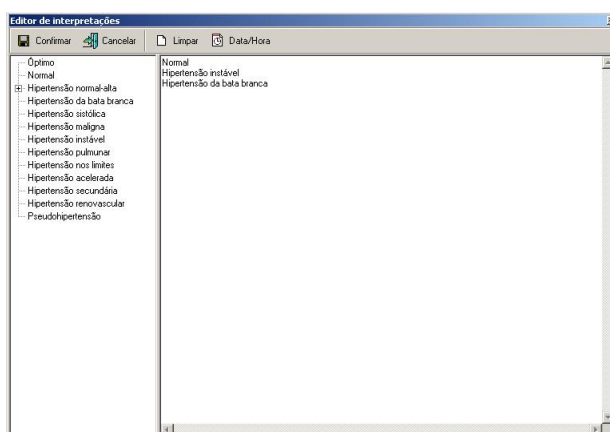 Editor de interpretações
Confirmar Cancelar Limpar Data/Hora
Óptimo
Normal
Hipertensão normal-alta
Hipertensão da bata branca
Hipertensão sistólica
Hipertensão maligna
Hipertensão instável
Hipertensão pulmunar
Hipertensão nos limites
Hipertensão acelerada
Hipertensão secundária
Hipertensão renovascular
Pseudohipertensão
Normal
Hipertensão instável
Hipertensão da bata branca